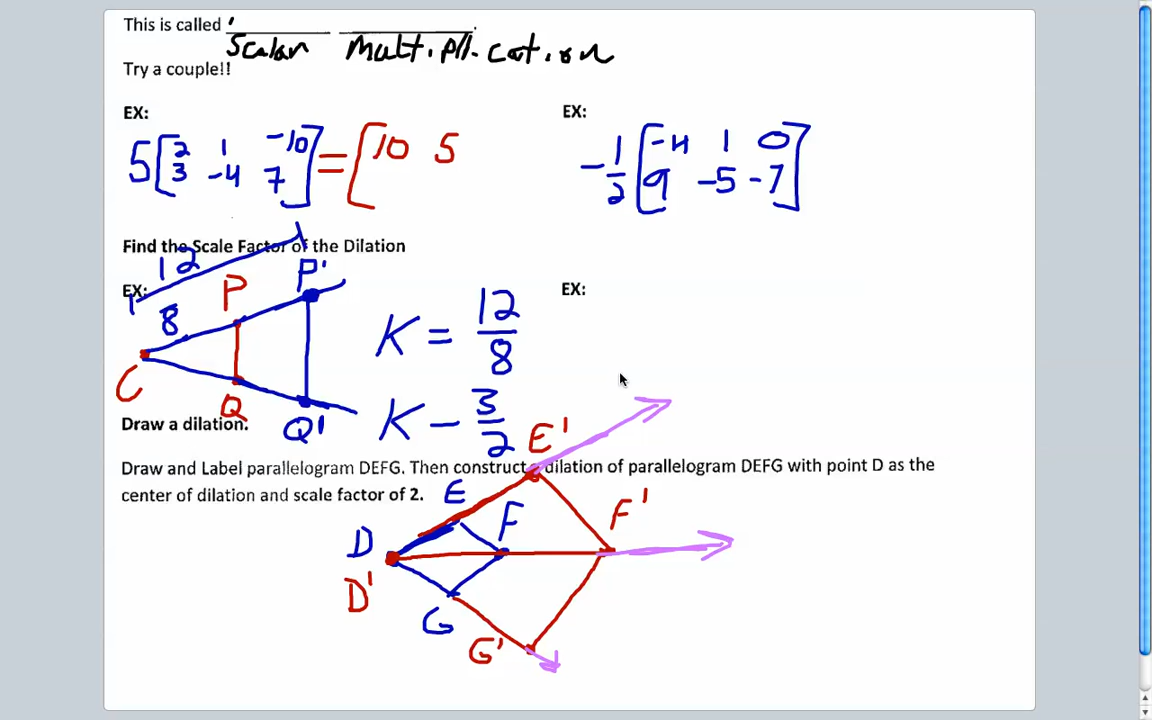 This is called
Scalar Multiplication
Try a couple!!
EX:
5[2 1 -10
3 -4 7] = [10 5
EX:
-1/2 [-4 1 0
9 -5 -7]
Find the Scale Factor of the Dilation
EX:
12
8
P
P'
C
Q
Q'
K = 12/8
K - 3/2
EX:
Draw a dilation.
Draw and Label parallelogram DEFG. Then construct a dilation of parallelogram DEFG with point D as the
center of dilation and scale factor of 2.
E'
E
F
F'
D
D'
G
G'